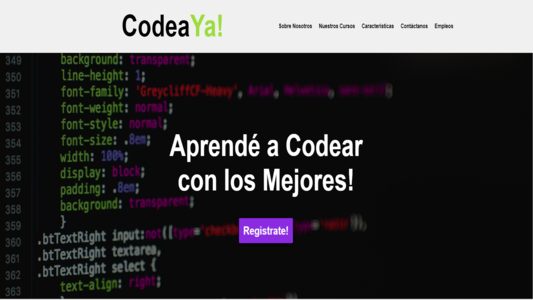 CodeaYa!
Sobre Nosotros Nuestros Cursos Características Contáctanos Empleos
349 background: transparent;
350 line-height: 1;
351 font-family: 'GreycliffCF-Heavy', Arial, Helvetica,
352 font-weight: normal;
353 font-style: normal;
354 font-size: .8em;
355 width: 100%;
356 display: block;
357 padding: .8em;
358 background: transparent;
359 }
360 .btTextRight input:not([type='checkb
361 .btTextRight textarea,
362 .btTextRight select {
363 text-align: right;
Aprendé a Codear
con los Mejores!
Registrate!